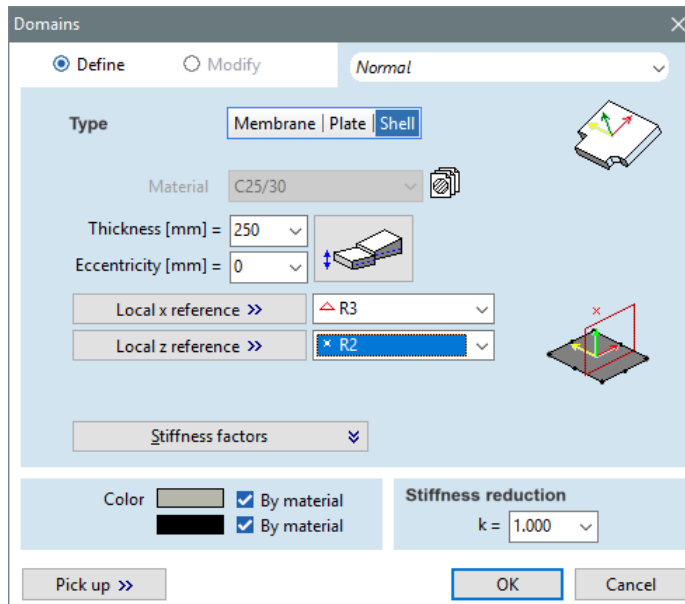 Domains
Define
Modify
Normal
Type
Membrane | Plate | Shell
Material
C25/30
Thickness [mm] =
250
Eccentricity [mm] =
0
Local x reference »
R3
Local z reference »
R2
Stiffness factors
Color
By material
By material
Stiffness reduction
k =
1.000
Pick up »
OK
Cancel